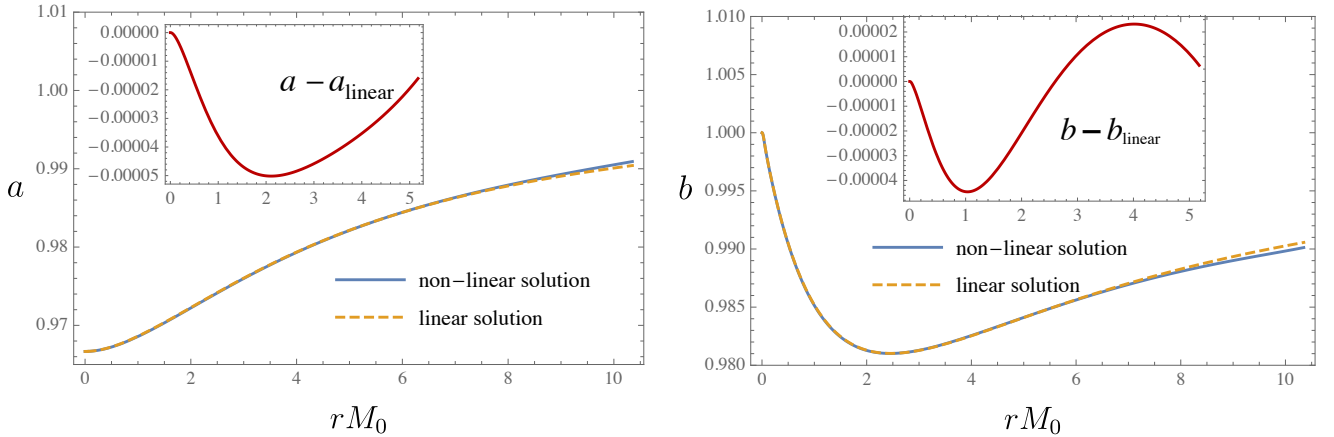 1.01
1.00
0.99
0.98
0.97
a
0.00000
−0.00001
−0.00002
−0.00003
−0.00004
−0.00005
0 1 2 3 4 5
a − a_linear
non−linear solution
linear solution
0 2 4 6 8 10
r M_0
1.010
1.005
1.000
0.995
0.990
0.985
0.980
b
0.00002
0.00001
0.00000
−0.00001
−0.00002
−0.00003
−0.00004
0 1 2 3 4 5
b − b_linear
non−linear solution
linear solution
0 2 4 6 8 10
r M_0